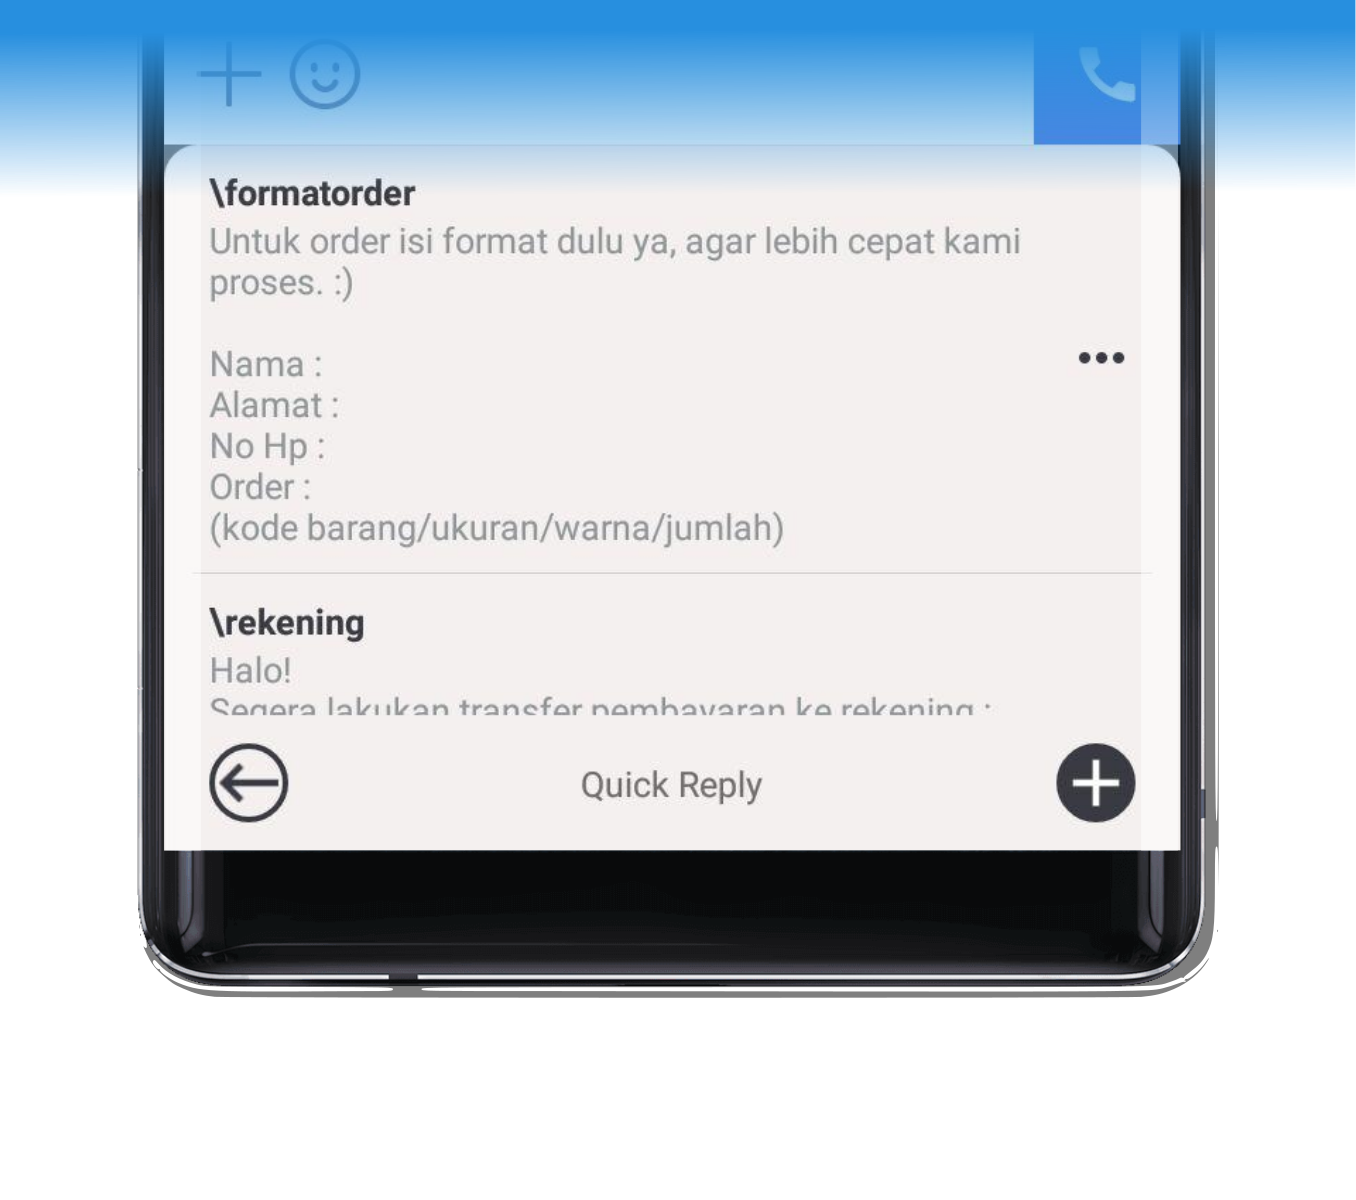 \formatorder
Untuk order isi format dulu ya, agar lebih cepat kami
proses. :)
Nama :
Alamat :
No Hp :
Order :
(kode barang/ukuran/warna/jumlah)
\rekening
Halo!
Segera lakukan transfer pembayaran ke rekening :
Quick Reply